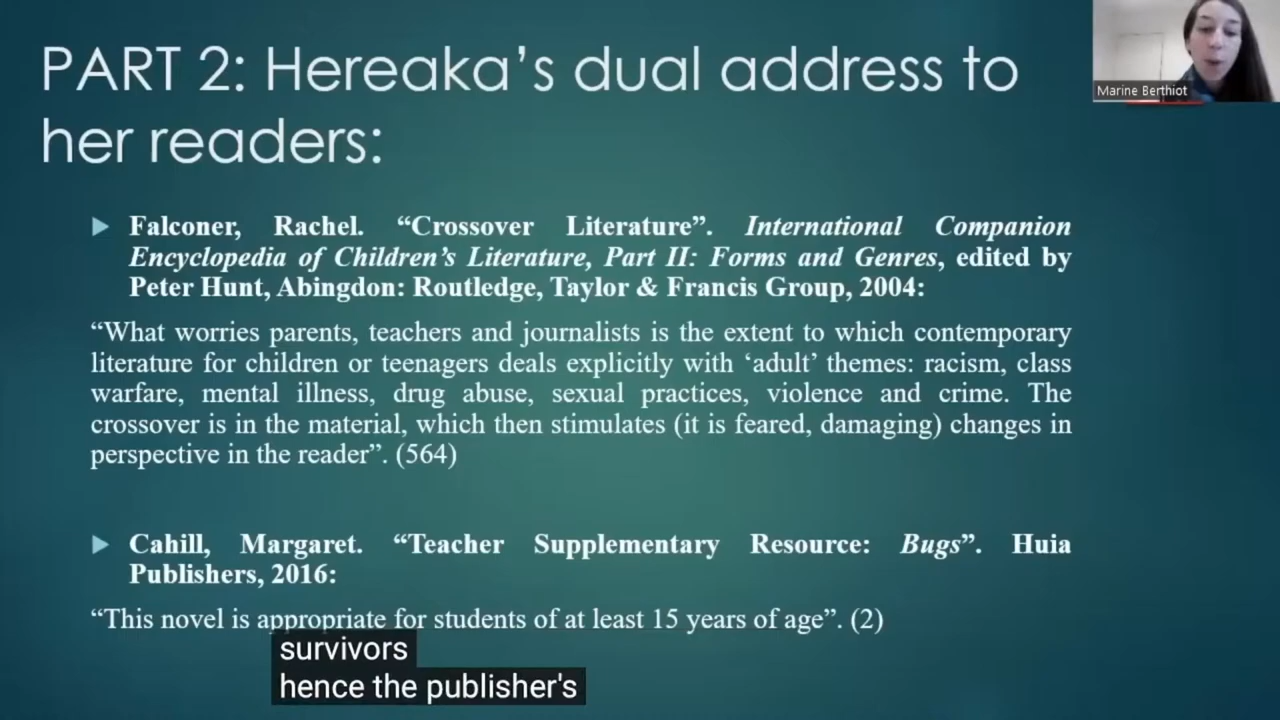 PART 2: Hereaka’s dual address to
her readers:
Marine Berthiot
Falconer, Rachel. “Crossover Literature”. International Companion
Encyclopedia of Children’s Literature, Part II: Forms and Genres, edited by
Peter Hunt, Abingdon: Routledge, Taylor & Francis Group, 2004:
“What worries parents, teachers and journalists is the extent to which contemporary
literature for children or teenagers deals explicitly with ‘adult’ themes: racism, class
warfare, mental illness, drug abuse, sexual practices, violence and crime. The
crossover is in the material, which then stimulates (it is feared, damaging) changes in
perspective in the reader”. (564)
Cahill, Margaret. “Teacher Supplementary Resource: Bugs”. Huia
Publishers, 2016:
“This novel is appropriate for students of at least 15 years of age”. (2)
survivors
hence the publisher's